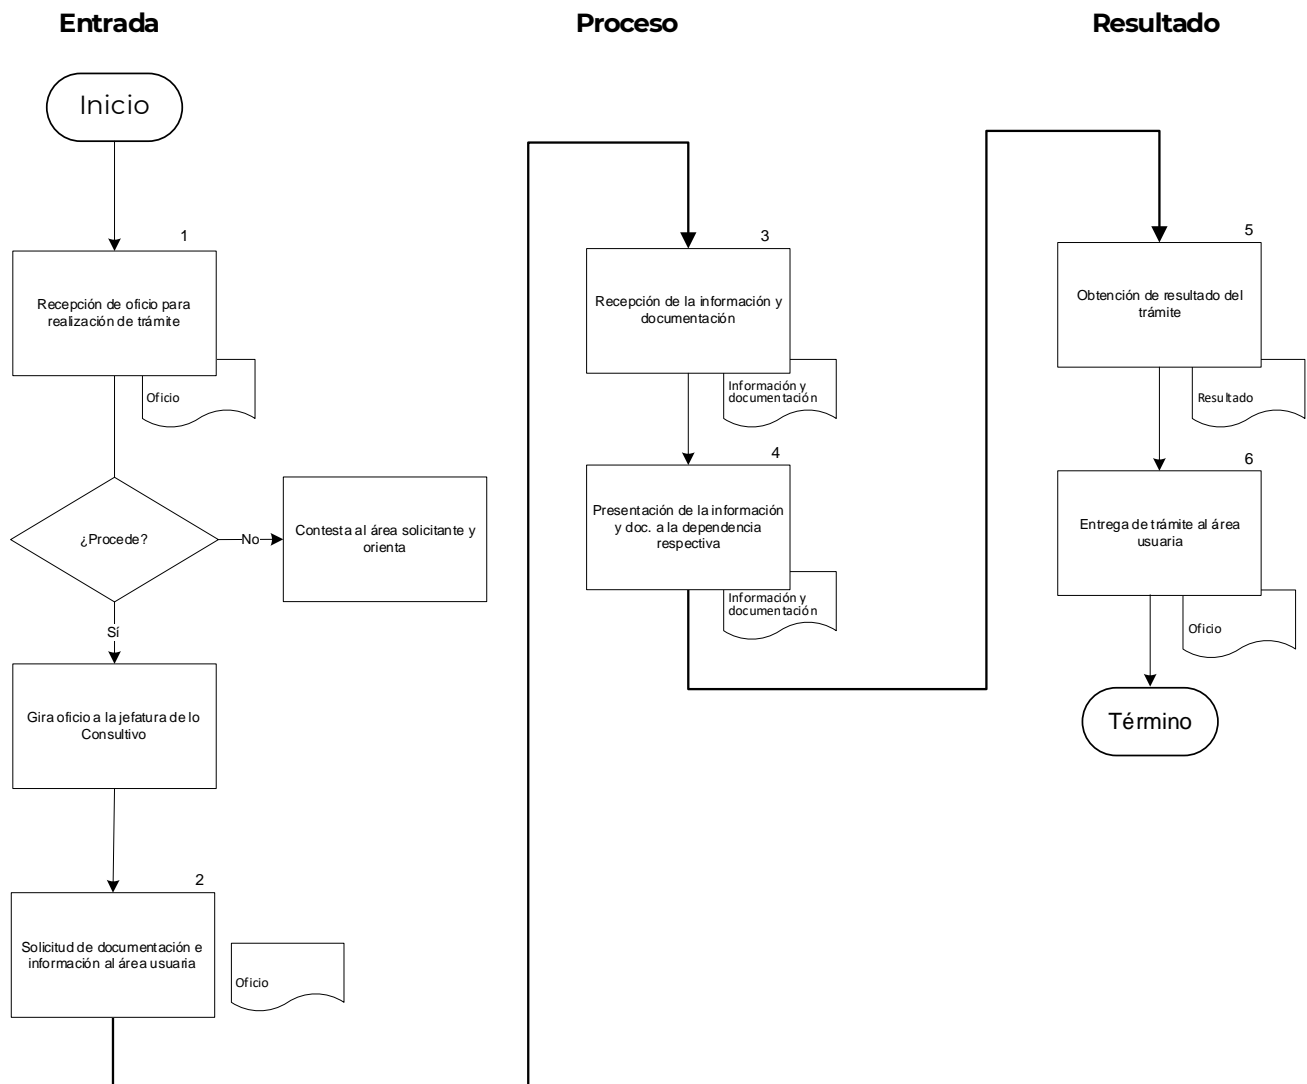 Entrada
Proceso
Resultado
Inicio
1
Recepción de oficio para
realización de trámite
Oficio
¿Procede?
No
Contesta al área solicitante y
orienta
Sí
Gira oficio a la jefatura de lo
Consultivo
2
Solicitud de documentación e
información al área usuaria
Oficio
3
Recepción de la información y
documentación
Información y
documentación
4
Presentación de la información
y doc. a la dependencia
respectiva
Información y
documentación
5
Obtención de resultado del
trámite
Resultado
6
Entrega de trámite al área
usuaria
Oficio
Término